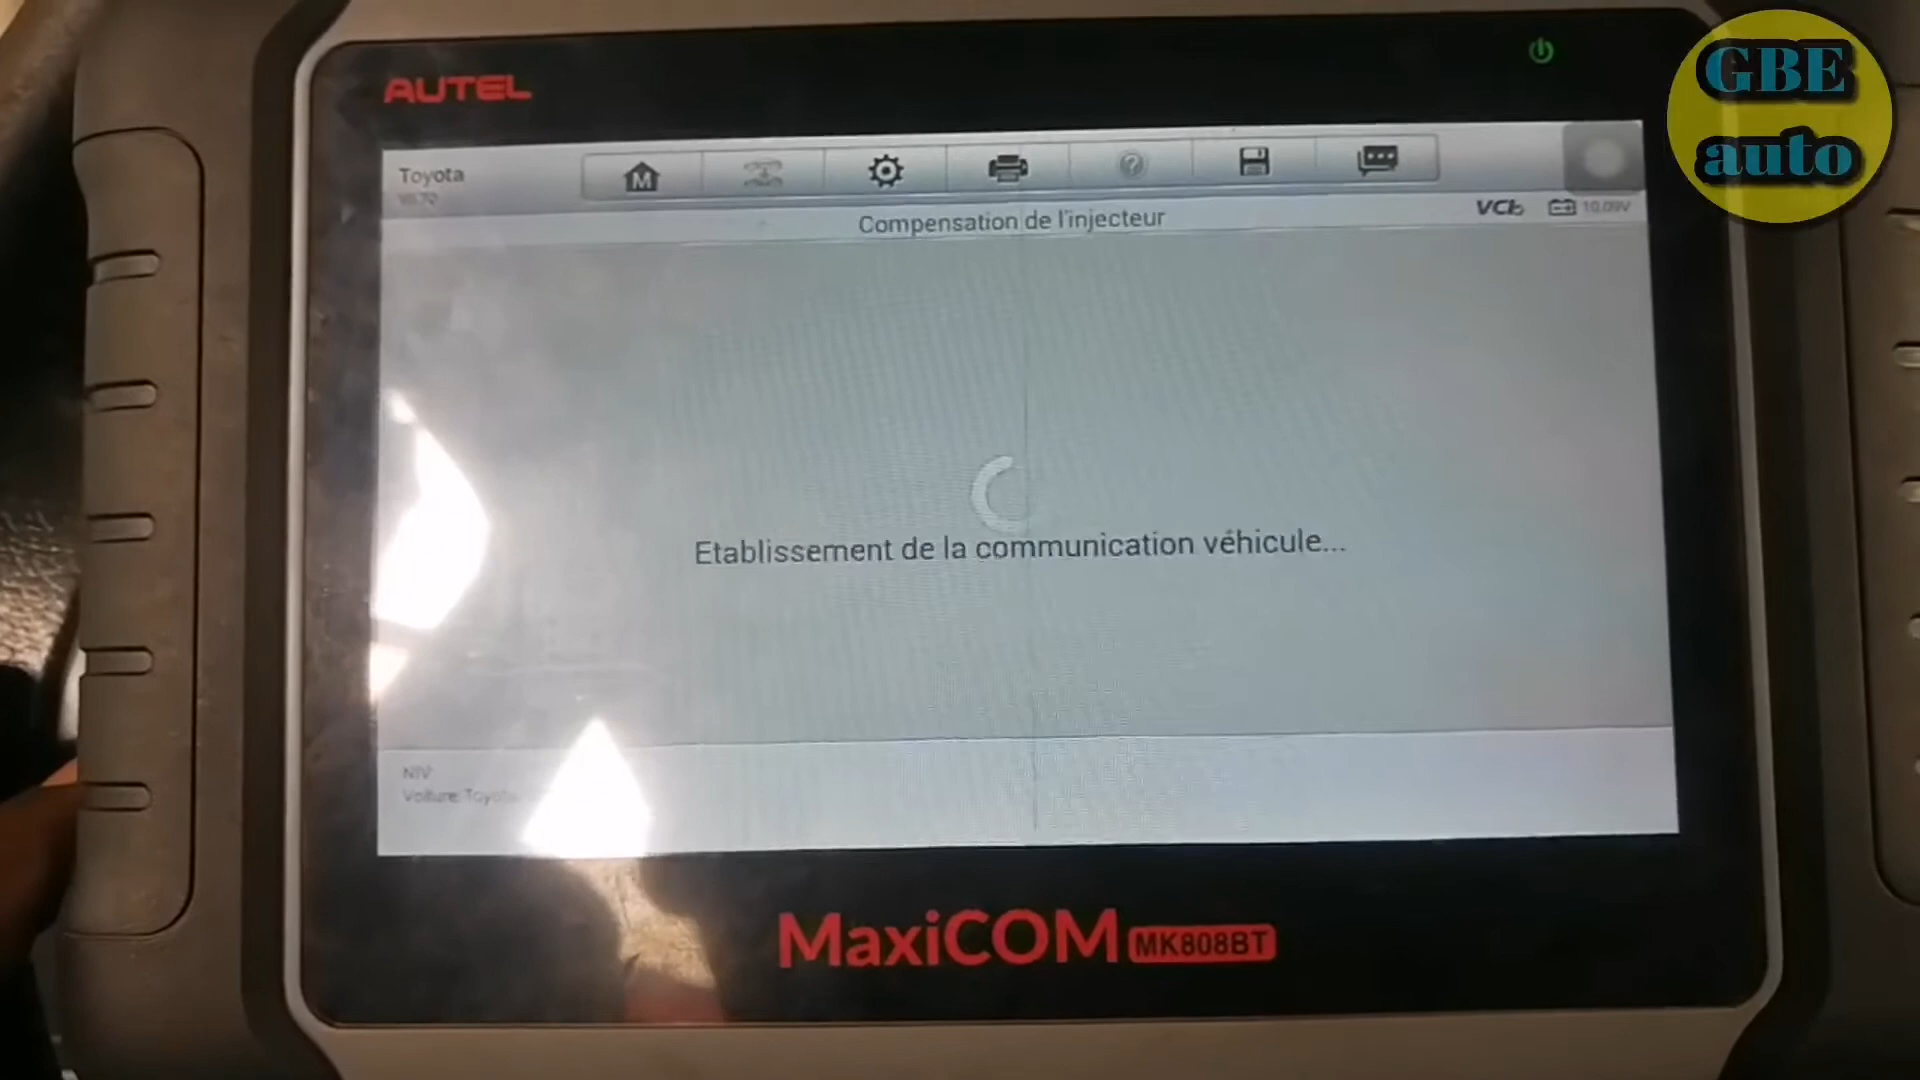 GBE
auto
AUTEL
Toyota
M
VCI
Compensation de l'injecteur
Etablissement de la communication véhicule...
NIV:
Voiture: Toyota
MaxiCOM MK808BT